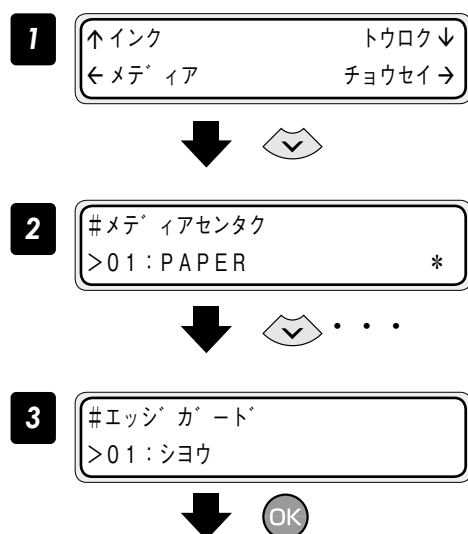 1
↑インク トウロク↓
←メデ゛ィア チョウセイ→
2
#メデ゛ィアセンタク
>01:PAPER *
・・・
3
#エッジ゛カ゛ート゛
>01:シヨウ
OK